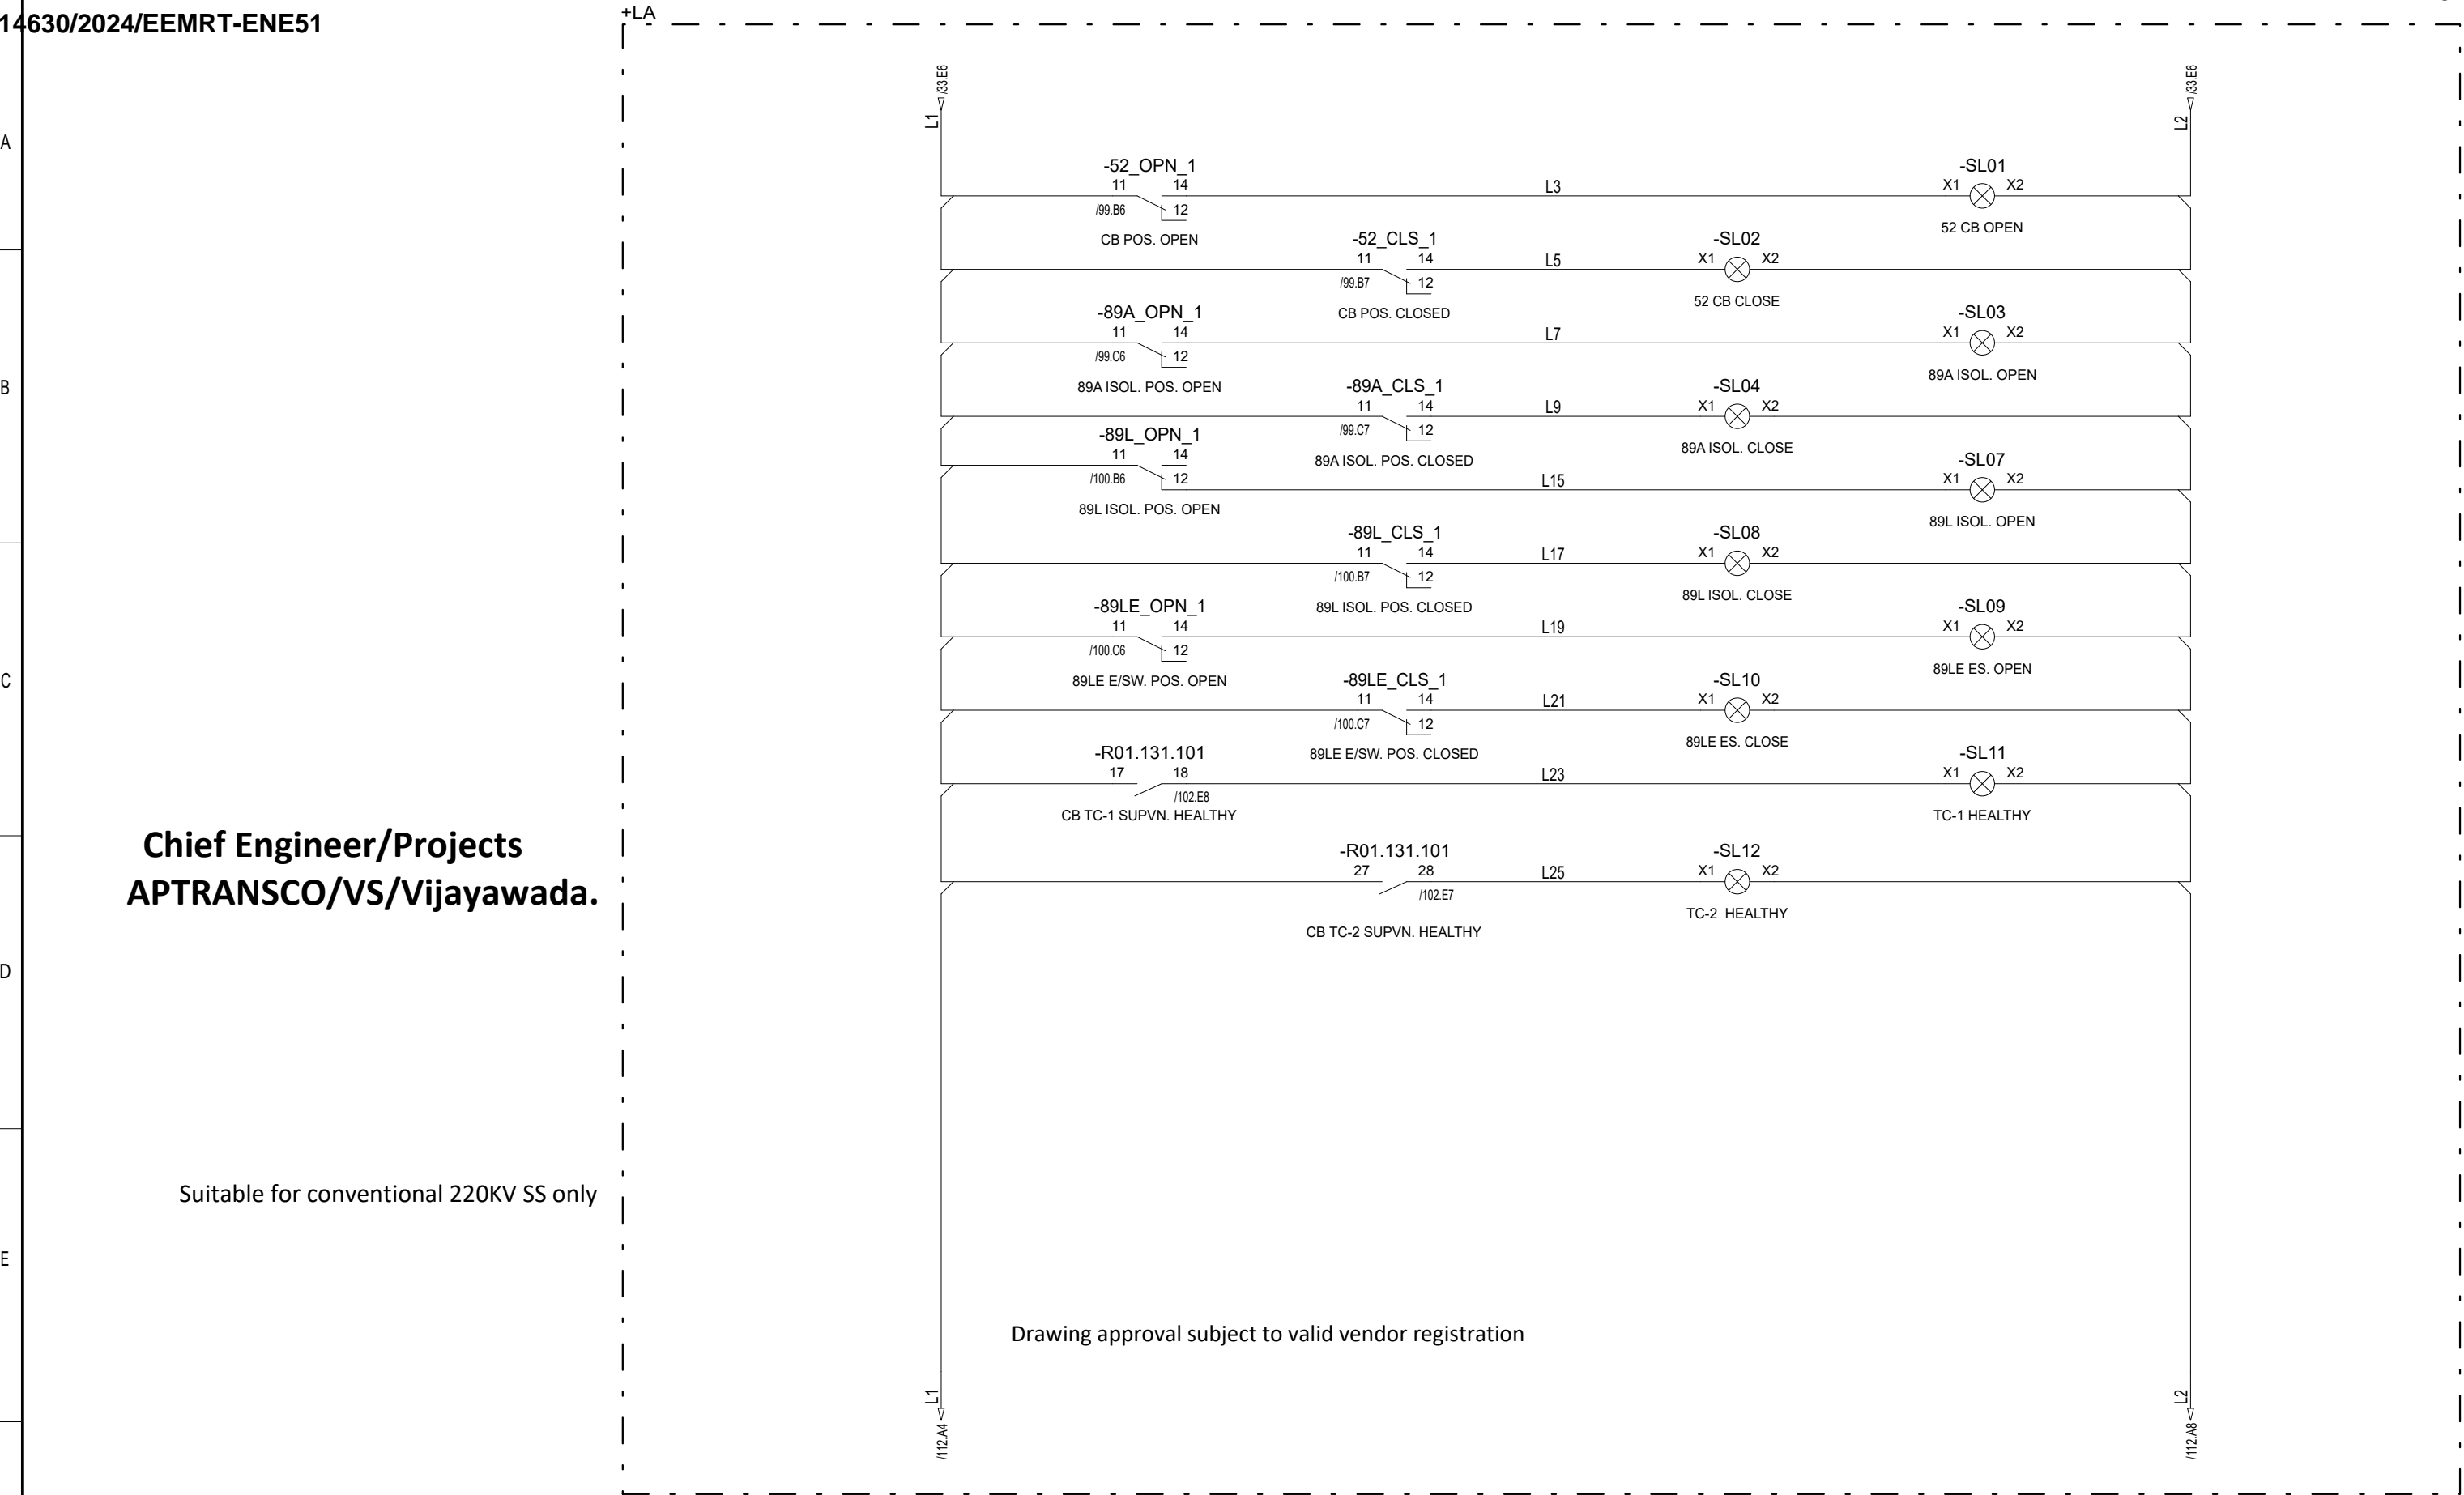 14630/2024/EEMRT-ENE51
+LA
/33.E6
/33.E6
L1
L2
A
-52_OPN_1
-SL01
11 14
L3
X1 X2
/99.B6 12
CB POS. OPEN
52 CB OPEN
-52_CLS_1
-SL02
11 14
L5
X1 X2
/99.B7 12
52 CB CLOSE
CB POS. CLOSED
-89A_OPN_1
-SL03
11 14
L7
X1 X2
/99.C6 12
89A ISOL. POS. OPEN
89A ISOL. OPEN
B
-89A_CLS_1
-SL04
11 14
L9
X1 X2
/99.C7 12
89A ISOL. POS. CLOSED
89A ISOL. CLOSE
-89L_OPN_1
-SL07
11 14
L15
X1 X2
/100.B6 12
89L ISOL. POS. OPEN
89L ISOL. OPEN
-89L_CLS_1
-SL08
11 14
L17
X1 X2
/100.B7 12
89L ISOL. POS. CLOSED
89L ISOL. CLOSE
-89LE_OPN_1
-SL09
11 14
L19
X1 X2
/100.C6 12
89LE E/SW. POS. OPEN
89LE ES. OPEN
C
-89LE_CLS_1
-SL10
11 14
L21
X1 X2
/100.C7 12
89LE E/SW. POS. CLOSED
89LE ES. CLOSE
-R01.131.101
-SL11
17 18
L23
X1 X2
/102.E8
CB TC-1 SUPVN. HEALTHY
TC-1 HEALTHY
Chief Engineer/Projects
APTRANSCO/VS/Vijayawada.
-R01.131.101
-SL12
27 28
L25
X1 X2
/102.E7
CB TC-2 SUPVN. HEALTHY
TC-2 HEALTHY
D
Suitable for conventional 220KV SS only
E
Drawing approval subject to valid vendor registration
L1
L2
/112.A4
/112.A8